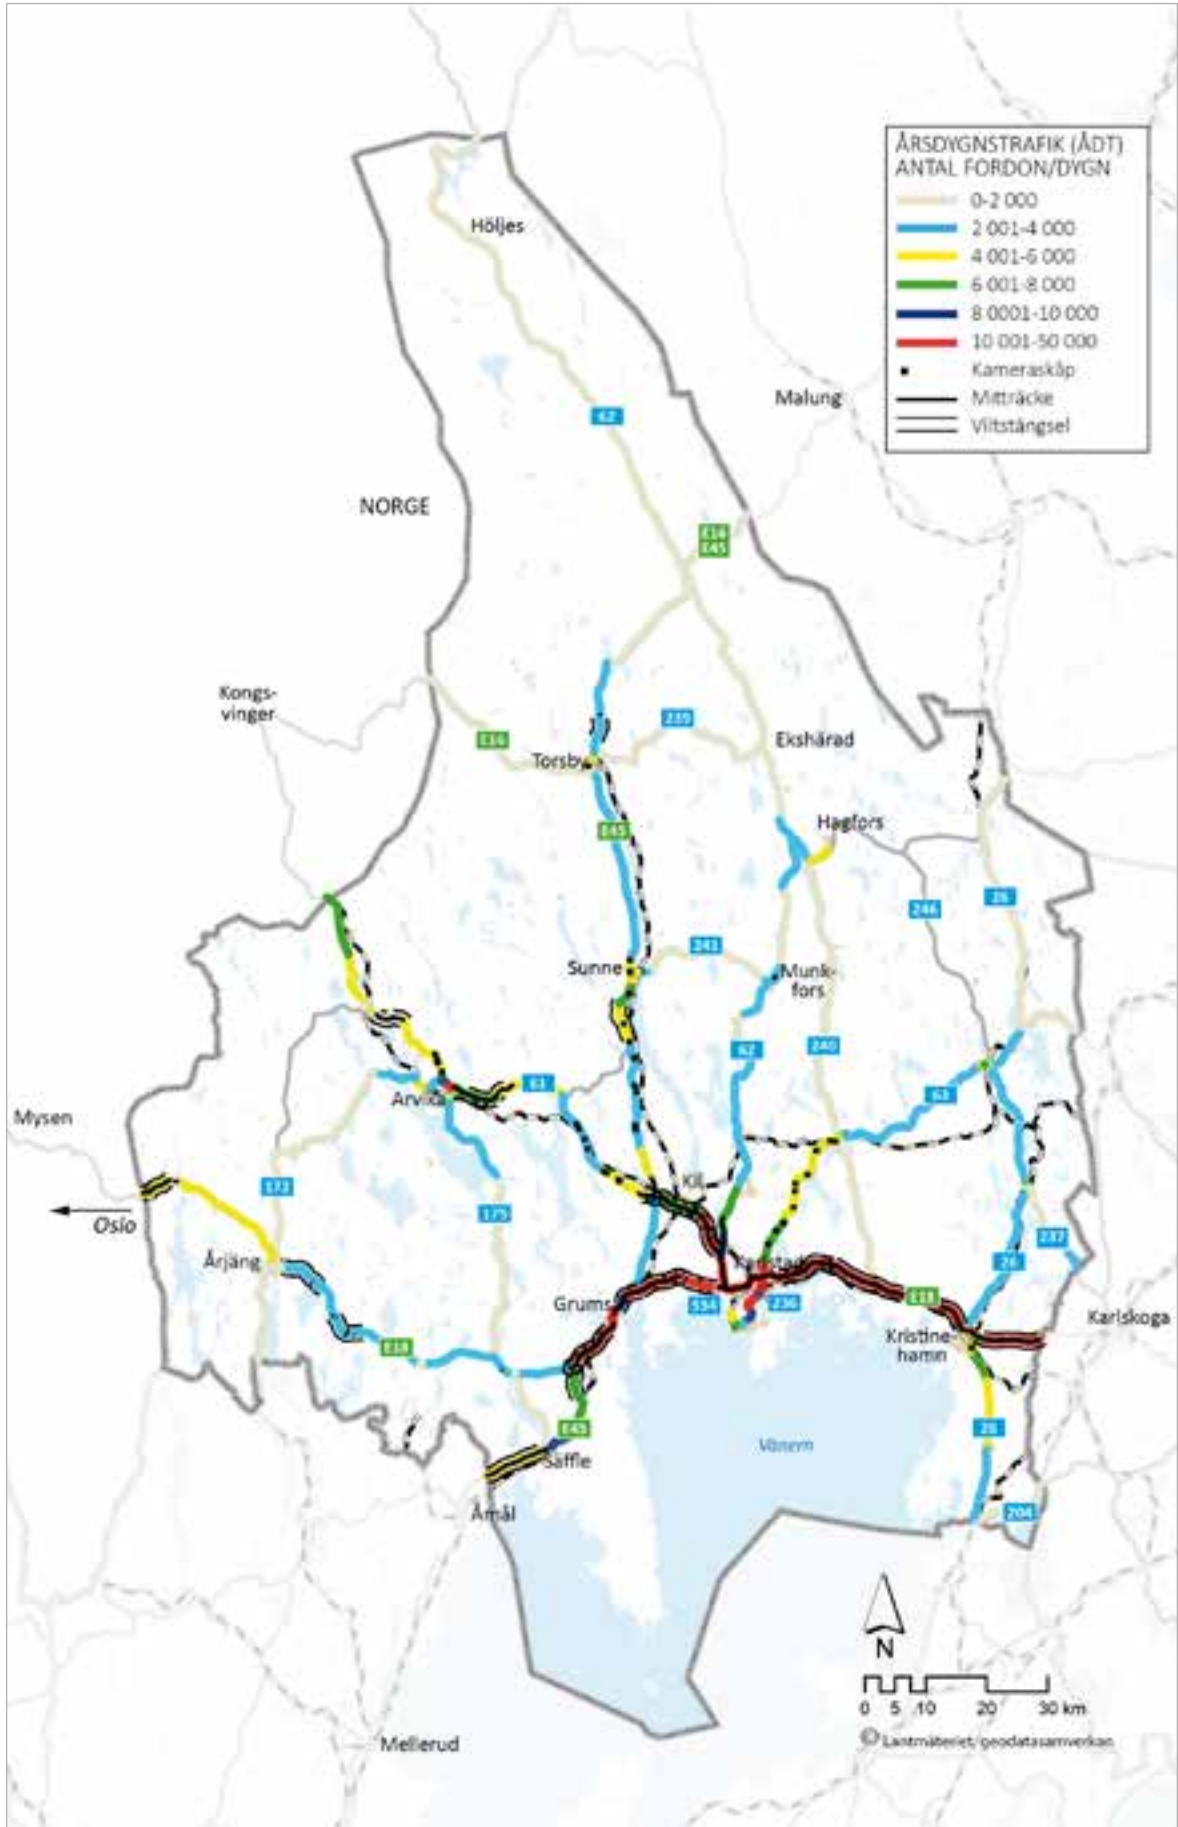 ÅRSDYGNSTRAFIK (ÅDT)
ANTAL FORDON/DYGN
0-2 000
2 001-4 000
4 001-6 000
6 001-8 000
8 0001-10 000
10 001-50 000
Kameraskåp
Mitträcke
Viltstängsel
Höljes
Malung
62
NORGE
E16
E45
Kongs-
vinger
239
E16
Ekshärad
Torsby
E45
Hagfors
26
246
241
Sunne
Munk-
fors
62
240
61
63
Arvika
Mysen
Kil
172
Oslo
175
237
Årjäng
Karlstad
26
E18
Grums
554
236
Karlskoga
Kristine-
hamn
E18
E45
26
Vänern
Säffle
Åmål
204
N
0 5 10 20 30 km
Mellerud
© Lantmäteriet, geodatasamverkan